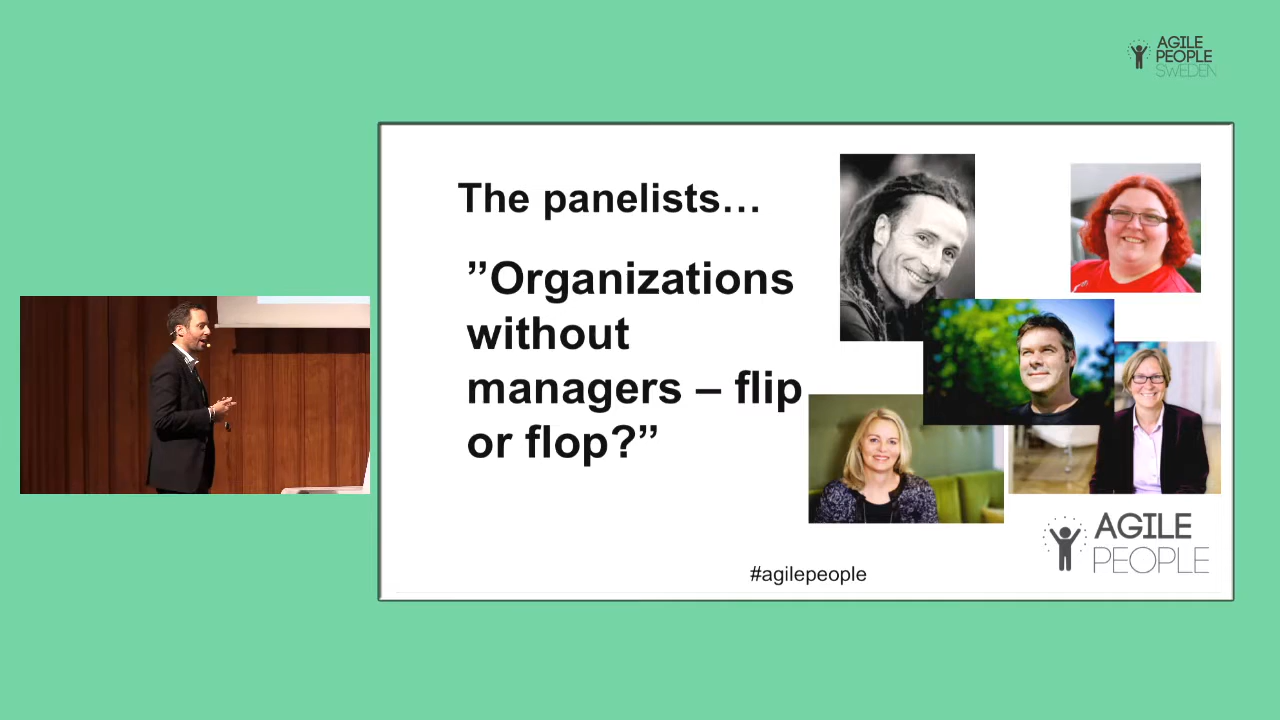 AGILE
PEOPLE
SWEDEN
The panelists…
”Organizations
without
managers – flip
or flop?”
AGILE
PEOPLE
#agilepeople